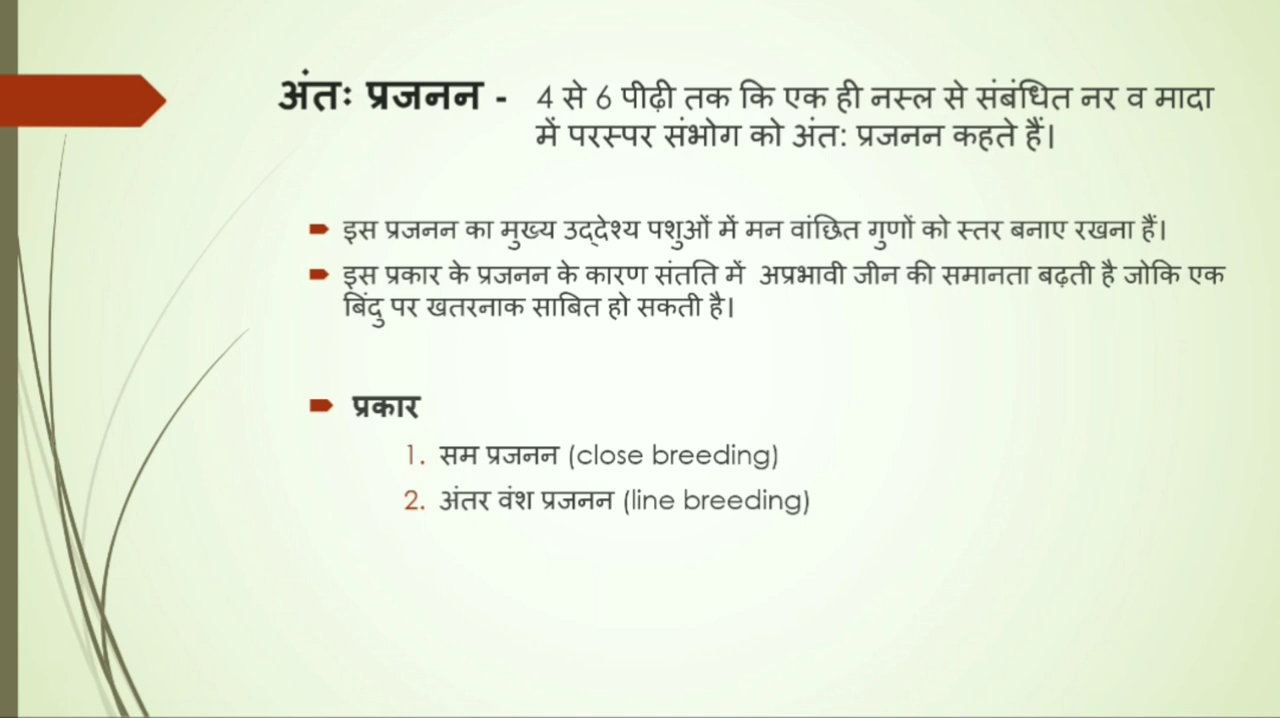 अंतः प्रजनन - 4 से 6 पीढ़ी तक कि एक ही नस्ल से संबंधित नर व मादा
में परस्पर संभोग को अंत: प्रजनन कहते हैं।
इस प्रजनन का मुख्य उद्देश्य पशुओं में मन वांछित गुणों को स्तर बनाए रखना हैं।
इस प्रकार के प्रजनन के कारण संतति में अप्रभावी जीन की समानता बढ़ती है जोकि एक
बिंदु पर खतरनाक साबित हो सकती है।
प्रकार
1. सम प्रजनन (close breeding)
2. अंतर वंश प्रजनन (line breeding)